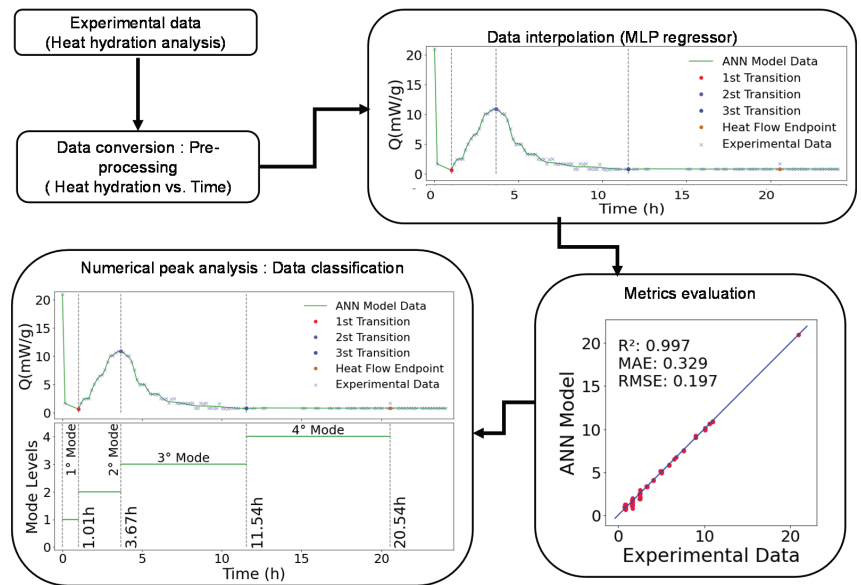 Experimental data
(Heat hydration analysis)
Data conversion : Pre-
processing
( Heat hydration vs. Time)
Data interpolation (MLP regressor)
20
15
10
5
0
Q(mW/g)
ANN Model Data
1st Transition
2st Transition
3st Transition
Heat Flow Endpoint
Experimental Data
0
5
10
15
20
Time (h)
Metrics evaluation
R²: 0.997
MAE: 0.329
RMSE: 0.197
20
15
10
5
0
ANN Model
0
10
20
Experimental Data
Numerical peak analysis : Data classification
20
15
10
5
0
Q(mW/g)
ANN Model Data
1st Transition
2st Transition
3st Transition
Heat Flow Endpoint
Experimental Data
4
3
2
1
0
Mode Levels
1° Mode
2° Mode
3° Mode
4° Mode
1.01h
3.67h
11.54h
20.54h
0
5
10
15
20
Time (h)